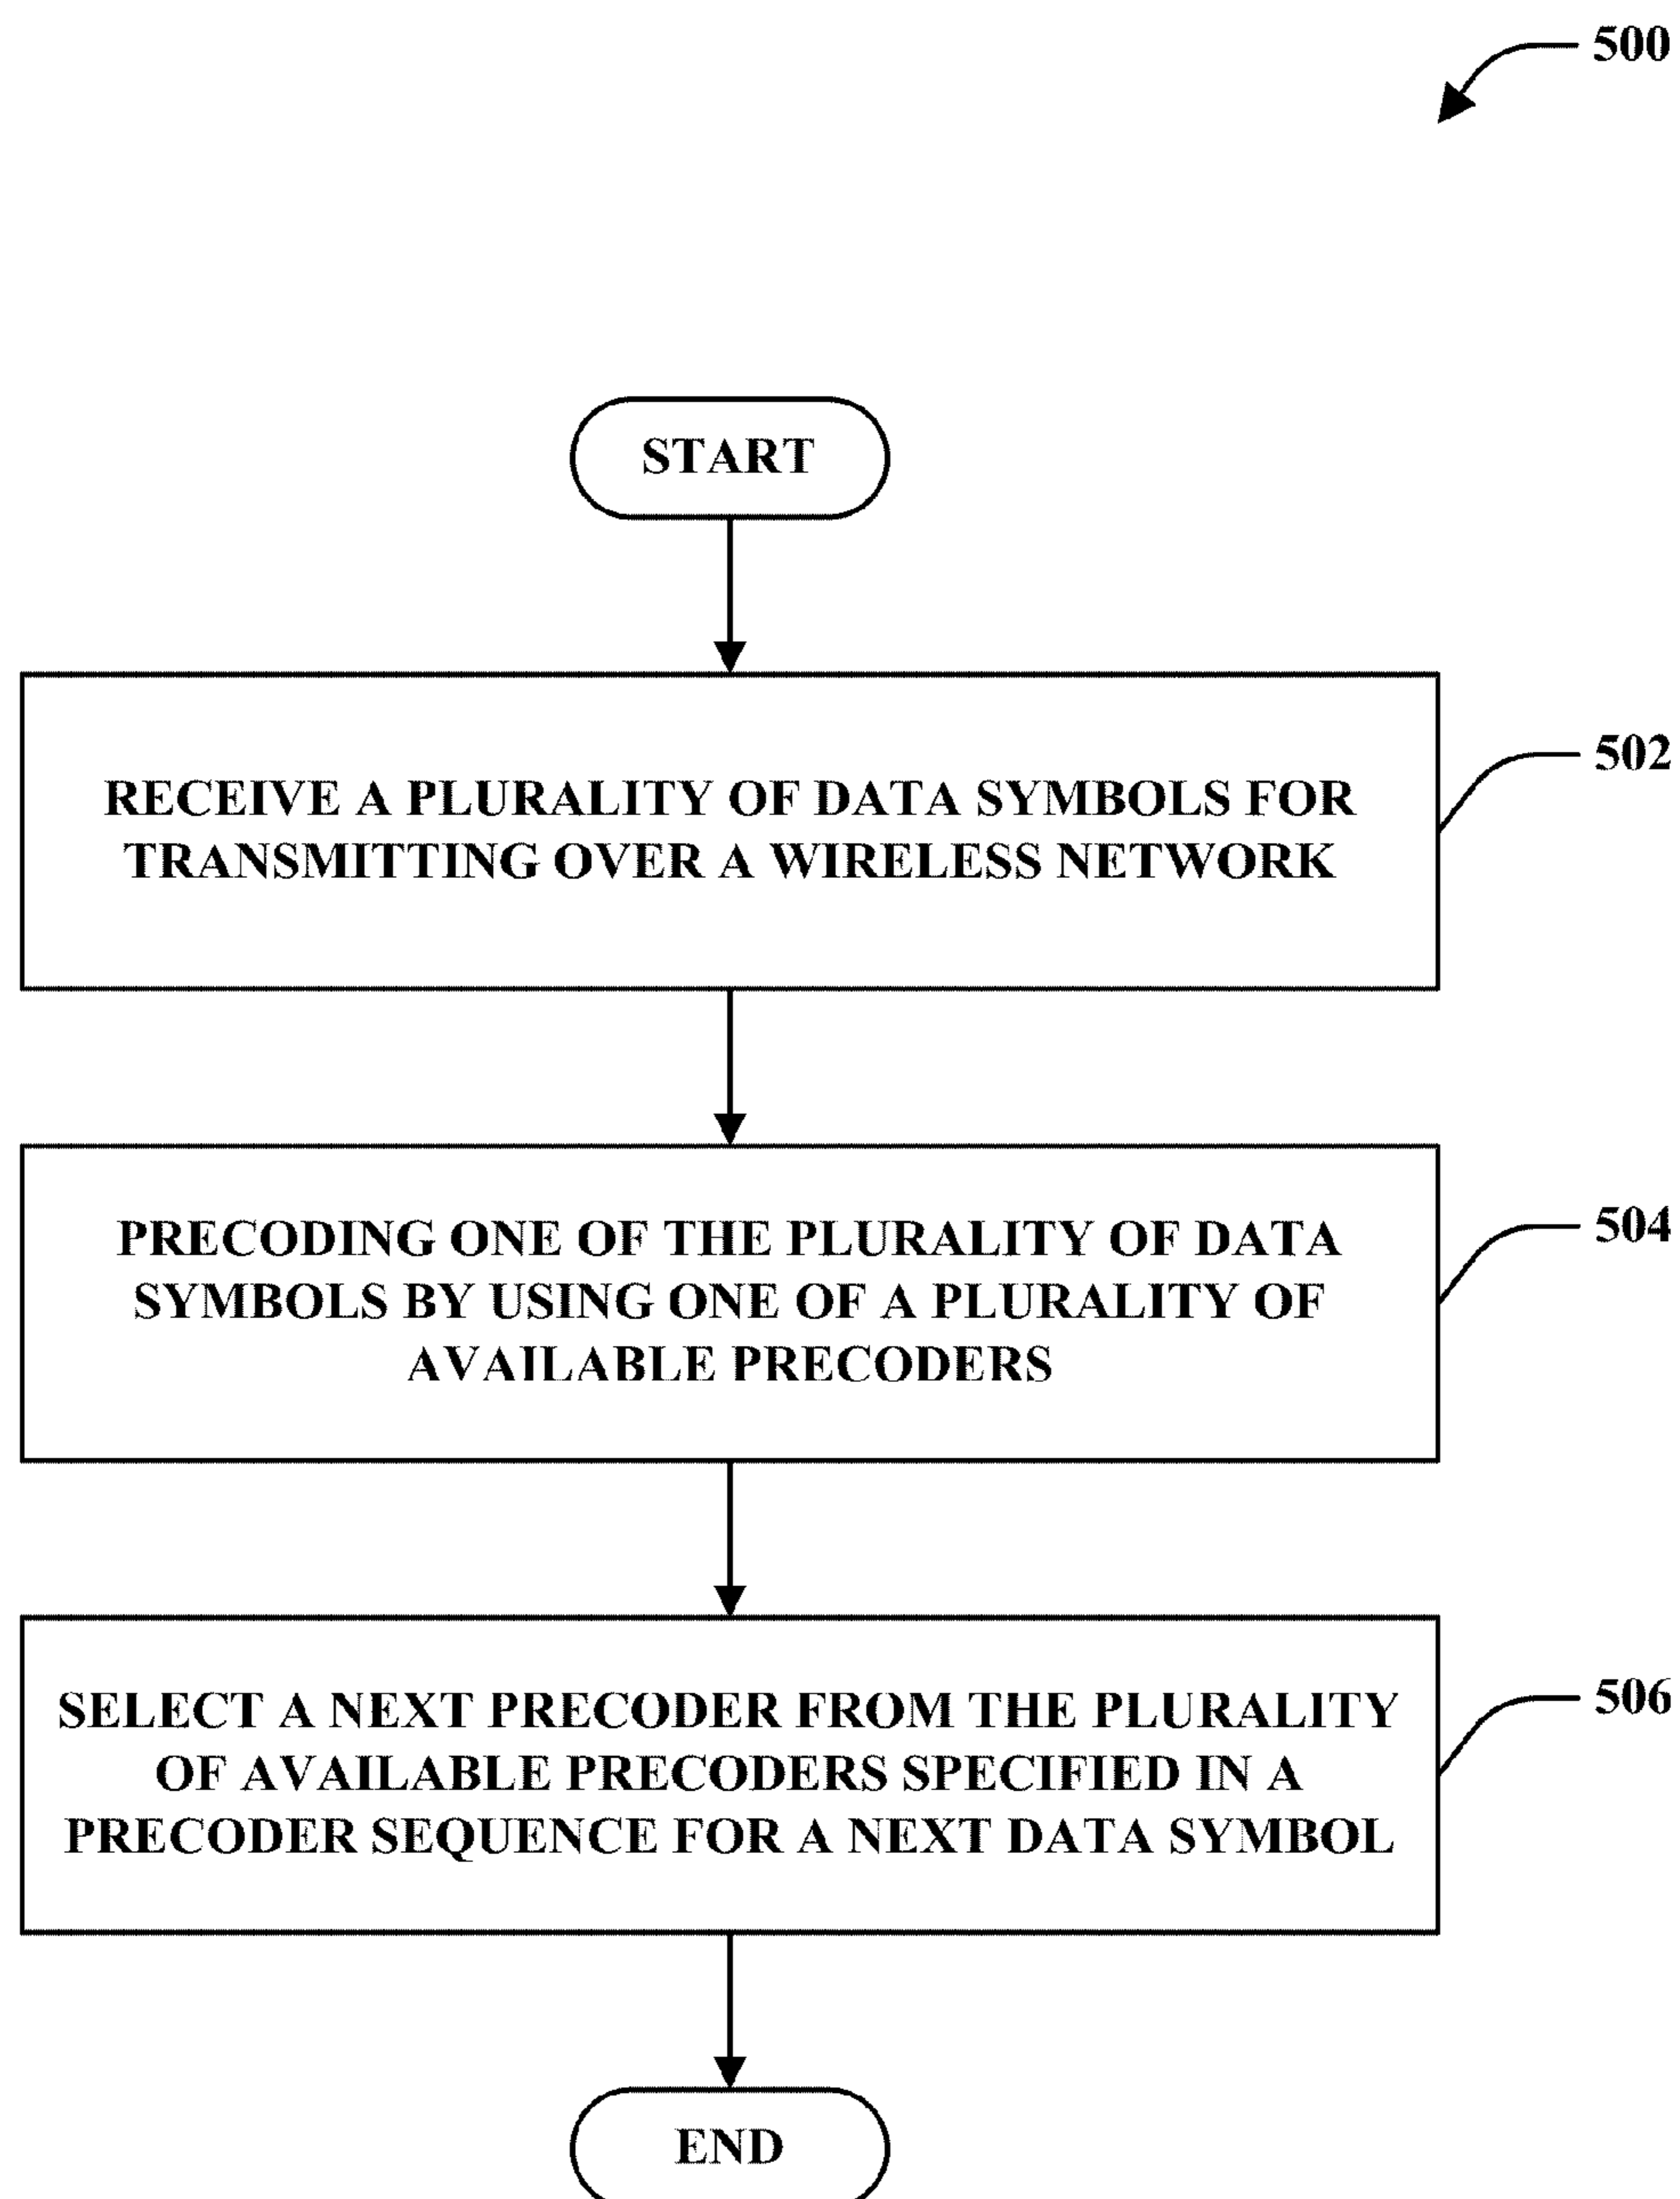 500
START
RECEIVE A PLURALITY OF DATA SYMBOLS FOR
TRANSMITTING OVER A WIRELESS NETWORK
502
PRECODING ONE OF THE PLURALITY OF DATA
SYMBOLS BY USING ONE OF A PLURALITY OF
AVAILABLE PRECODERS
504
SELECT A NEXT PRECODER FROM THE PLURALITY
OF AVAILABLE PRECODERS SPECIFIED IN A
PRECODER SEQUENCE FOR A NEXT DATA SYMBOL
506
END